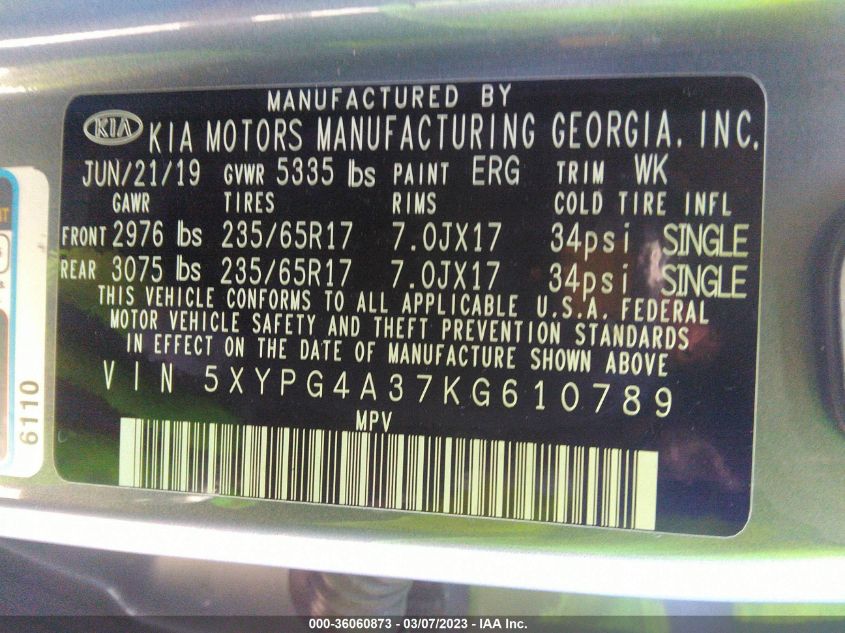 MANUFACTURED BY
KIA KIA MOTORS MANUFACTURING GEORGIA, INC.
JUN/21/19 GVWR 5335 lbs PAINT ERG TRIM WK
GAWR TIRES RIMS COLD TIRE INFL
FRONT 2976 lbs 235/65R17 7.0JX17 34psi SINGLE
REAR 3075 lbs 235/65R17 7.0JX17 34psi SINGLE
THIS VEHICLE CONFORMS TO ALL APPLICABLE U.S.A. FEDERAL
MOTOR VEHICLE SAFETY AND THEFT PREVENTION STANDARDS
IN EFFECT ON THE DATE OF MANUFACTURE SHOWN ABOVE
VIN 5XYPG4A37KG610789
MPV
6110
000-36060873 - 03/07/2023 - IAA Inc.